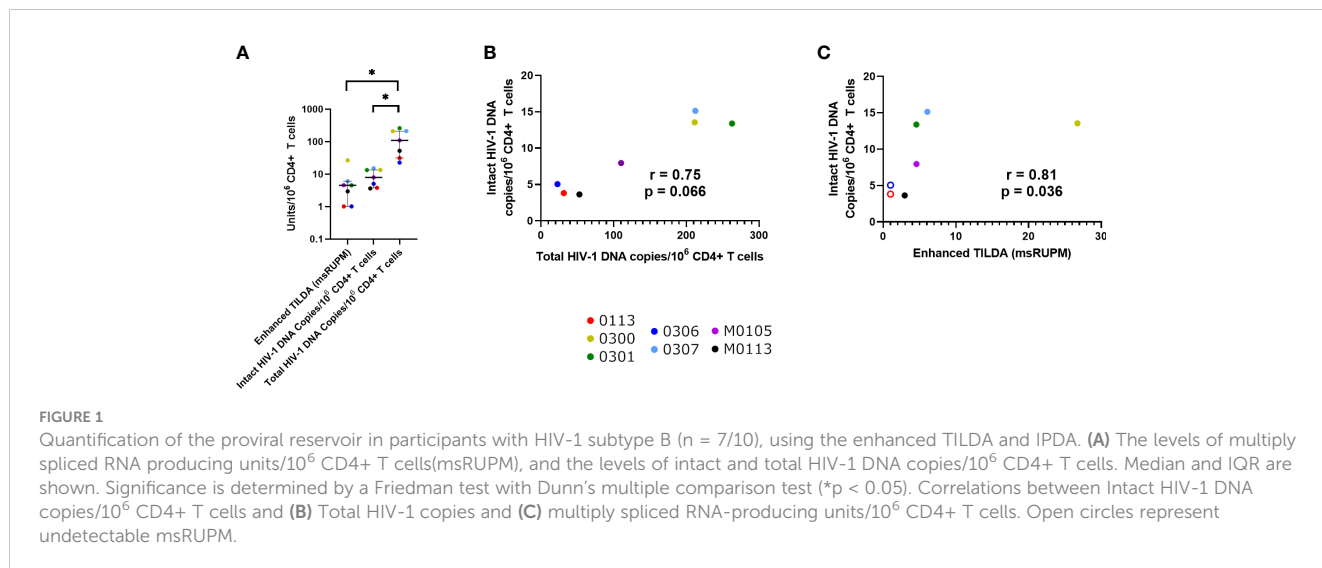 A
Units/10⁶ CD4+ T cells
1000
100
10
1
0.1
*
*
Enhanced TILDA (msRUPM)
Intact HIV-1 DNA Copies/10⁶ CD4+ T cells
Total HIV-1 DNA Copies/10⁶ CD4+ T cells
B
Intact HIV-1 DNA
copies/10⁶ CD4+ T cells
20
15
10
5
0
r = 0.75
p = 0.066
0
100
200
300
Total HIV-1 DNA copies/10⁶ CD4+ T cells
C
Intact HIV-1 DNA
Copies/10⁶ CD4+ T cells
20
15
10
5
0
r = 0.81
p = 0.036
0
10
20
30
Enhanced TILDA (msRUPM)
0113
0300
0301
0306
0307
M0105
M0113
FIGURE 1
Quantification of the proviral reservoir in participants with HIV-1 subtype B (n = 7/10), using the enhanced TILDA and IPDA. (A) The levels of multiply
spliced RNA producing units/10⁶ CD4+ T cells(msRUPM), and the levels of intact and total HIV-1 DNA copies/10⁶ CD4+ T cells. Median and IQR are
shown. Significance is determined by a Friedman test with Dunn's multiple comparison test (*p < 0.05). Correlations between Intact HIV-1 DNA
copies/10⁶ CD4+ T cells and (B) Total HIV-1 copies and (C) multiply spliced RNA-producing units/10⁶ CD4+ T cells. Open circles represent
undetectable msRUPM.